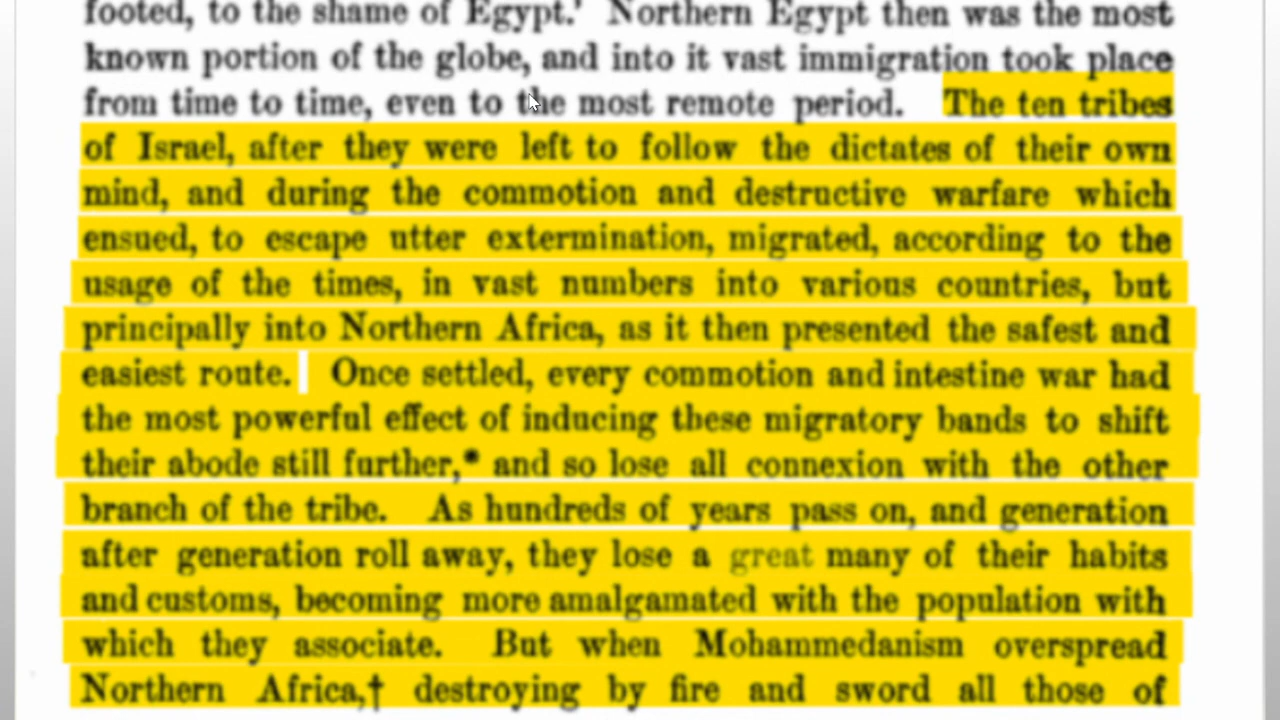 footed, to the shame of Egypt.' Northern Egypt then was the most
known portion of the globe, and into it vast immigration took place
from time to time, even to the most remote period. The ten tribes
of Israel, after they were left to follow the dictates of their own
mind, and during the commotion and destructive warfare which
ensued, to escape utter extermination, migrated, according to the
usage of the times, in vast numbers into various countries, but
principally into Northern Africa, as it then presented the safest and
easiest route. Once settled, every commotion and intestine war had
the most powerful effect of inducing these migratory bands to shift
their abode still further,* and so lose all connexion with the other
branch of the tribe. As hundreds of years pass on, and generation
after generation roll away, they lose a great many of their habits
and customs, becoming more amalgamated with the population with
which they associate. But when Mohammedanism overspread
Northern Africa,† destroying by fire and sword all those of